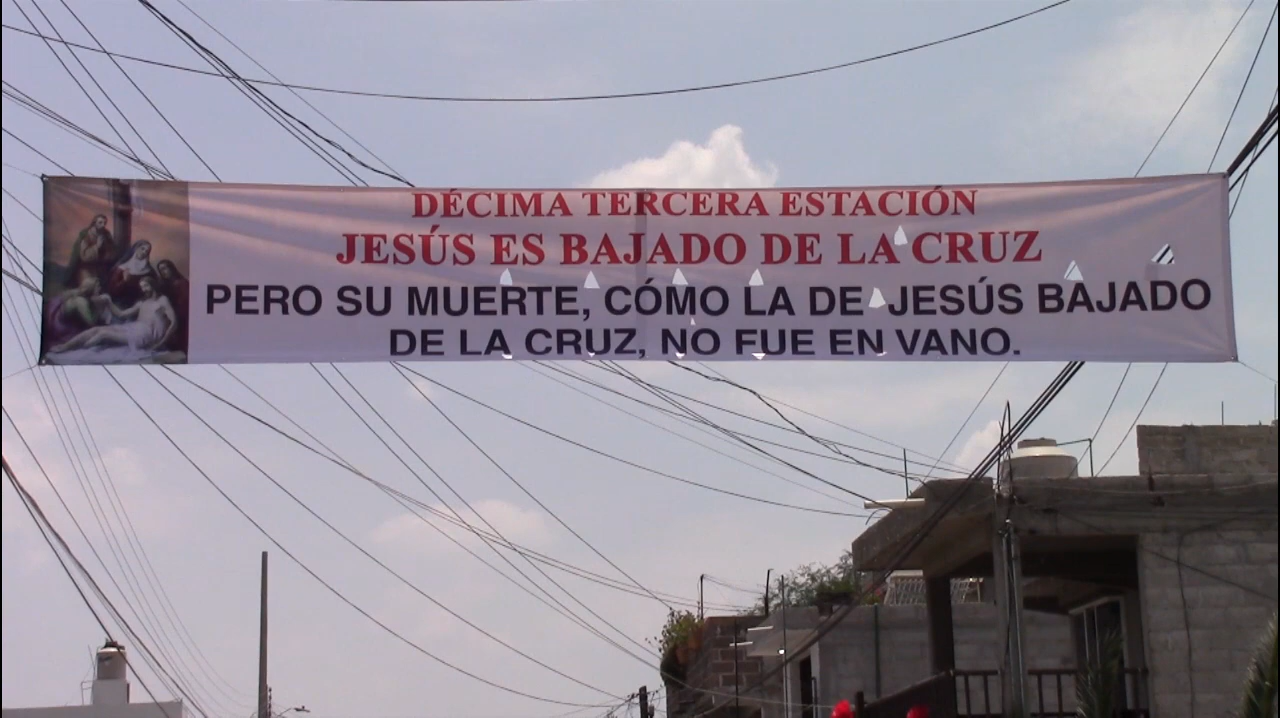 DÉCIMA TERCERA ESTACIÓN
JESÚS ES BAJADO DE LA CRUZ
PERO SU MUERTE, CÓMO LA DE JESÚS BAJADO
DE LA CRUZ, NO FUE EN VANO.